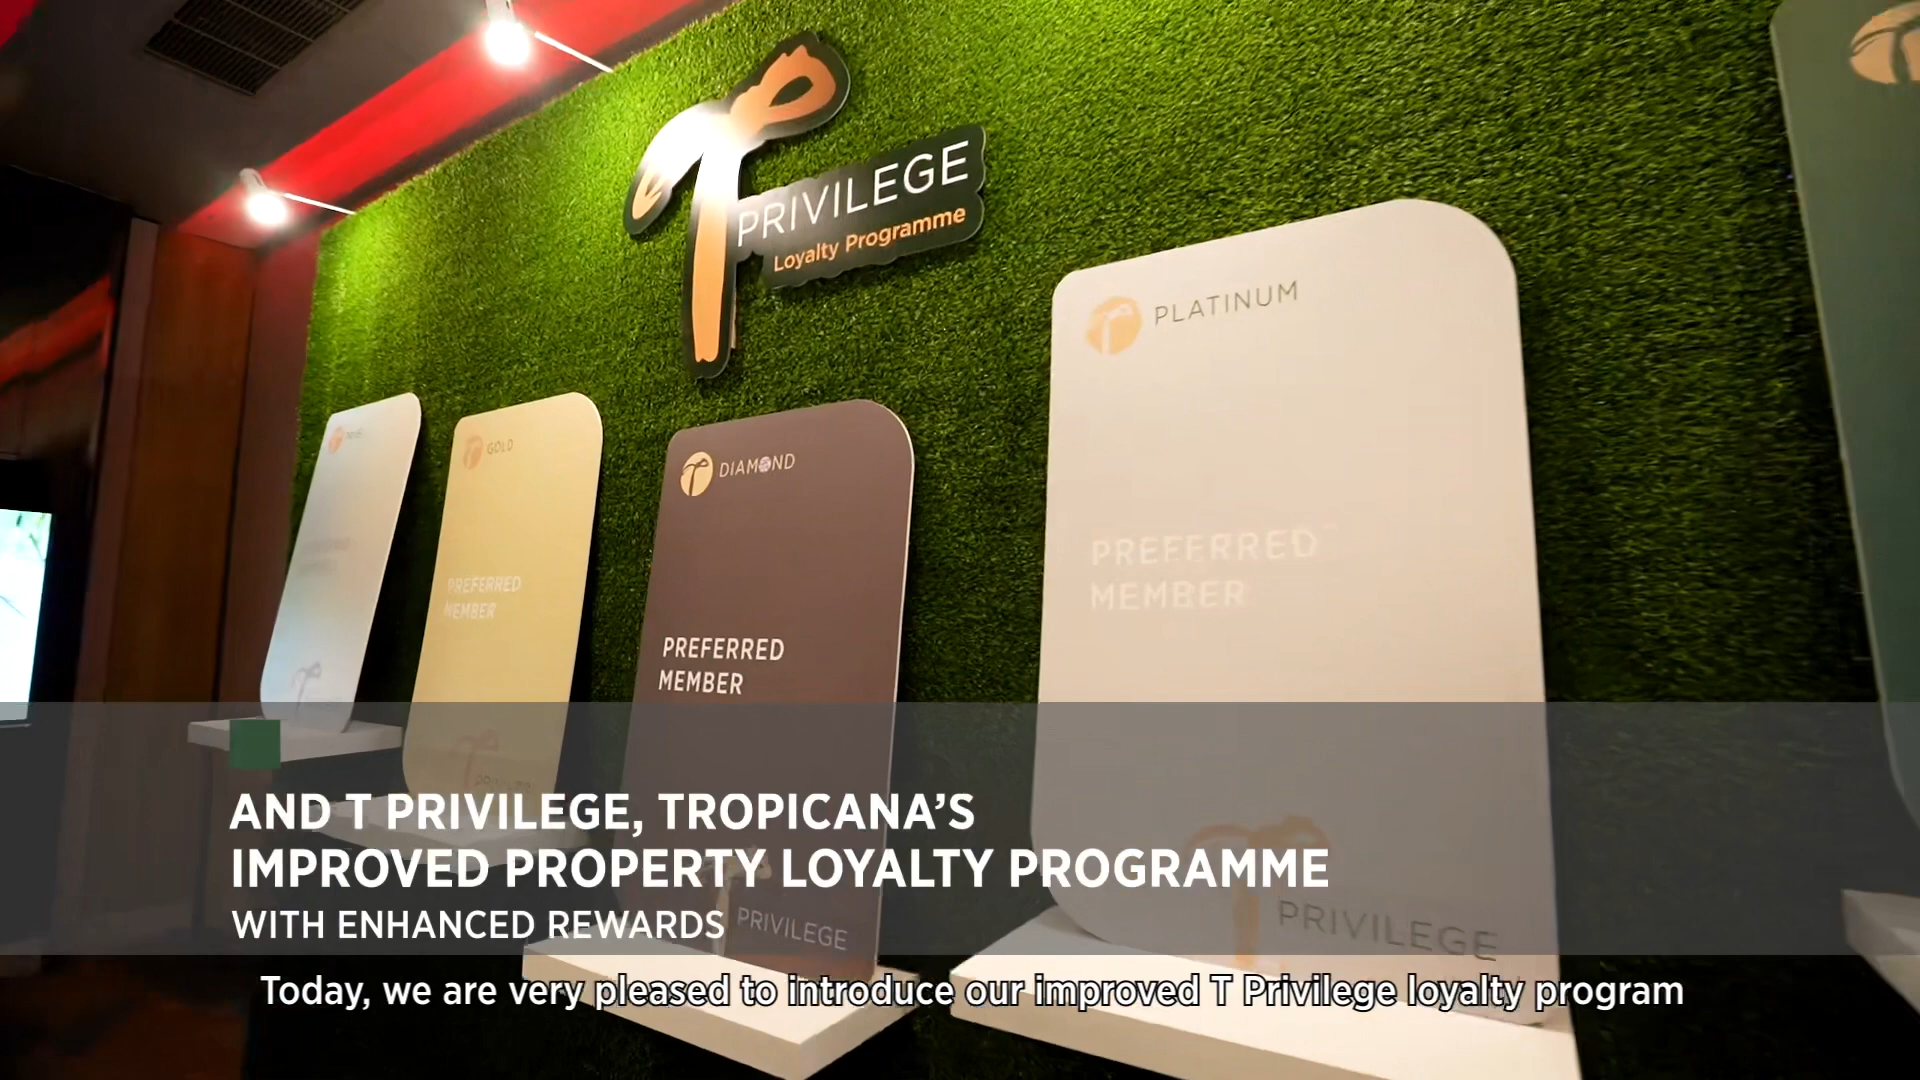 PRIVILEGE
Loyalty Programme
PLATINUM
GOLD
DIAMOND
PREFERRED
MEMBER
PREFERRED
MEMBER
PREFERRED
MEMBER
AND T PRIVILEGE, TROPICANA’S
IMPROVED PROPERTY LOYALTY PROGRAMME
WITH ENHANCED REWARDS
PRIVILEGE
PRIVILEGE
Today, we are very pleased to introduce our improved T Privilege loyalty program